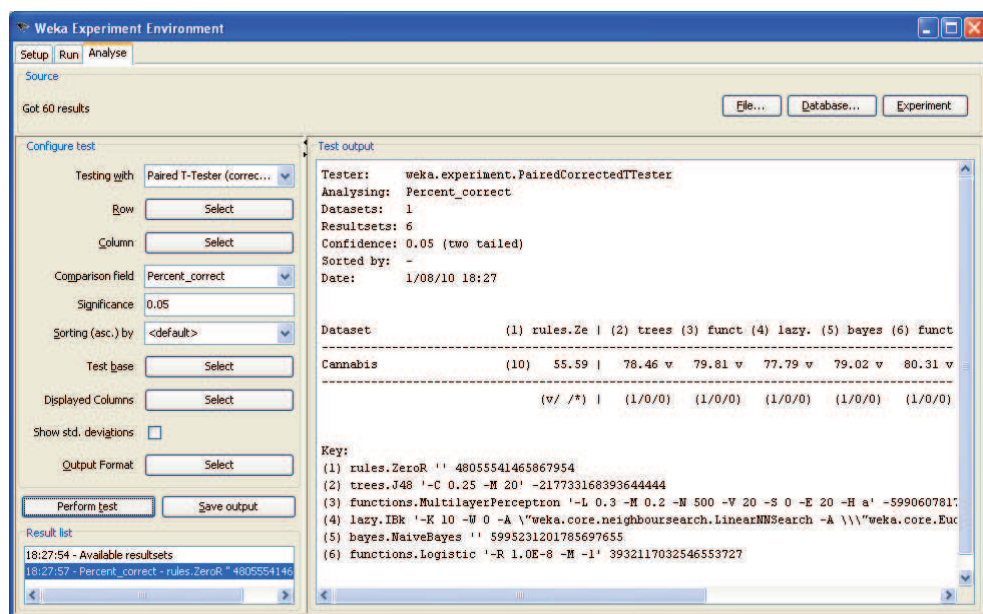 Weka Experiment Environment
Setup Run Analyse
Source
Got 60 results
File... Database... Experiment
Configure test
Testing with Paired T-Tester (correc...
Row Select
Column Select
Comparison field Percent_correct
Significance 0.05
Sorting (asc.) by <default>
Test base Select
Displayed Columns Select
Show std. deviations
Output Format Select
Perform test Save output
Result list
18:27:54 - Available resultsets
18:27:57 - Percent_correct - rules.ZeroR '' 4805554146
Test output
Tester: weka.experiment.PairedCorrectedTTester
Analysing: Percent_correct
Datasets: 1
Resultsets: 6
Confidence: 0.05 (two tailed)
Sorted by: -
Date: 1/08/10 18:27
Dataset (1) rules.Ze | (2) trees (3) funct (4) lazy. (5) bayes (6) funct
Cannabis (10) 55.59 | 78.46 v 79.81 v 77.79 v 79.02 v 80.31 v
(v/ /*) | (1/0/0) (1/0/0) (1/0/0) (1/0/0) (1/0/0)
Key:
(1) rules.ZeroR '' 48055541465867954
(2) trees.J48 '-C 0.25 -M 20' -217733168393644444
(3) functions.MultilayerPerceptron '-L 0.3 -M 0.2 -N 500 -V 20 -S 0 -E 20 -H a' -5990607817
(4) lazy.IBk '-K 10 -W 0 -A \"weka.core.neighboursearch.LinearNNSearch -A \\\"weka.core.Euc
(5) bayes.NaiveBayes '' 5995231201785697655
(6) functions.Logistic '-R 1.0E-8 -M -1' 3932117032546553727